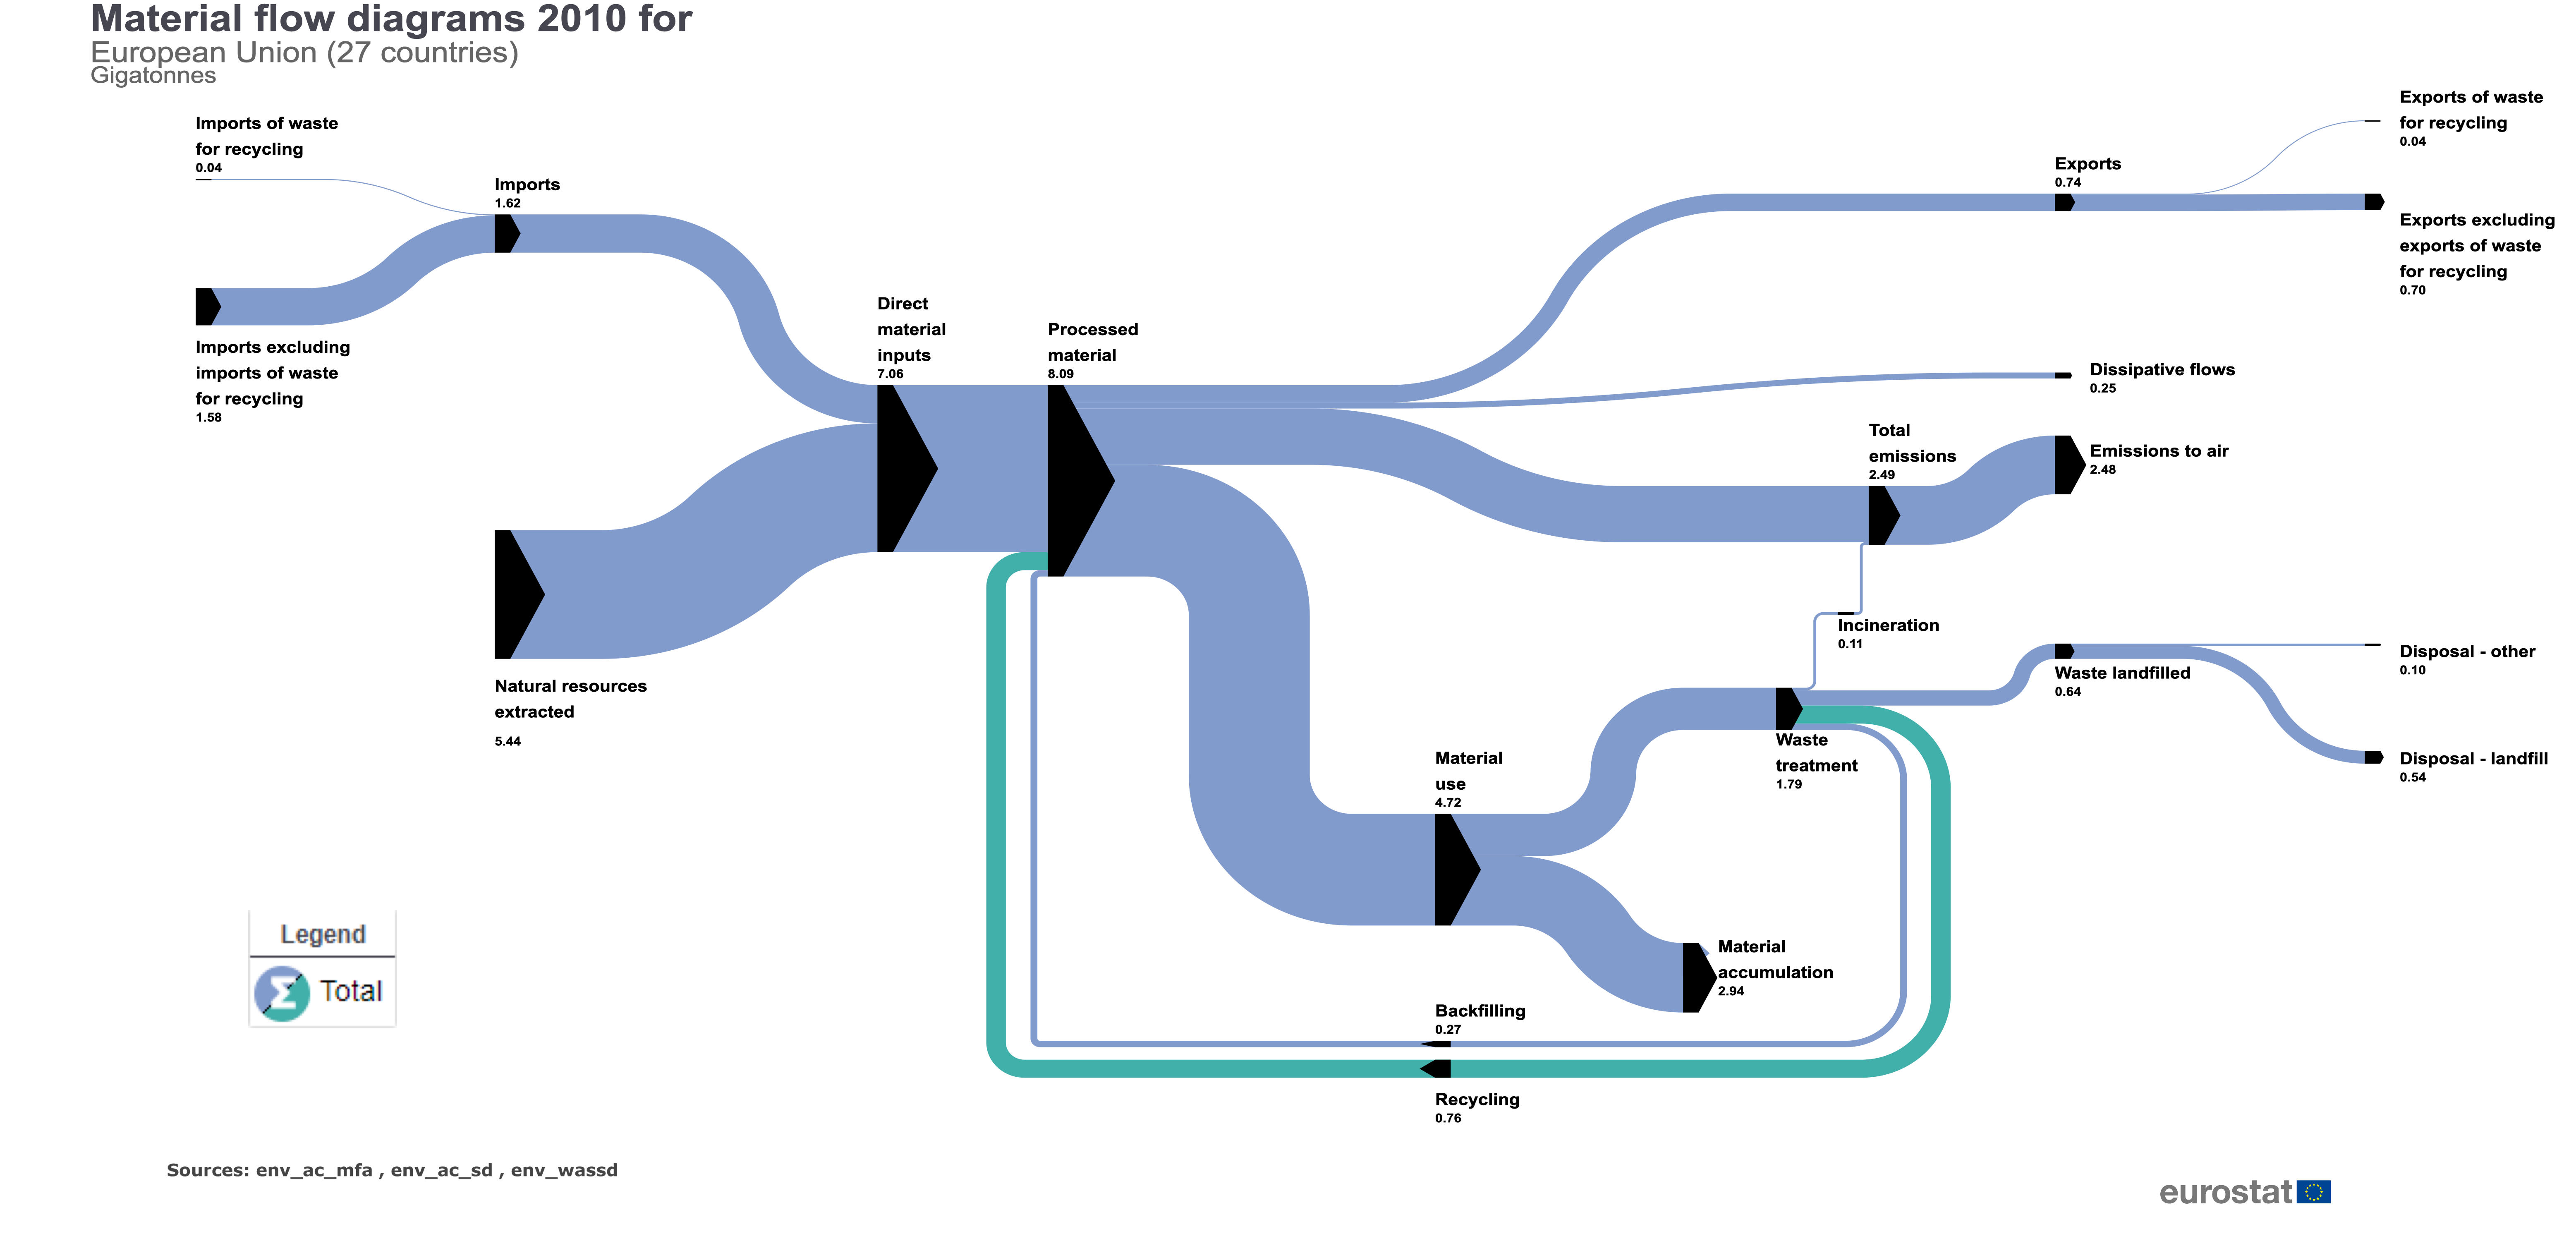 Material flow diagrams 2010 for
European Union (27 countries)
Gigatonnes
Imports of waste
for recycling
0.04
Imports
1.62
Imports excluding
imports of waste
for recycling
1.58
Natural resources
extracted
5.44
Direct
material
inputs
7.06
Processed
material
8.09
Exports
0.74
Exports of waste
for recycling
0.04
Exports excluding
exports of waste
for recycling
0.70
Dissipative flows
0.25
Total
emissions
2.49
Emissions to air
2.48
Incineration
0.11
Waste landfilled
0.64
Disposal - other
0.10
Disposal - landfill
0.54
Waste
treatment
1.79
Material
use
4.72
Material
accumulation
2.94
Backfilling
0.27
Recycling
0.76
Legend
Σ Total
Sources: env_ac_mfa , env_ac_sd , env_wassd
eurostat